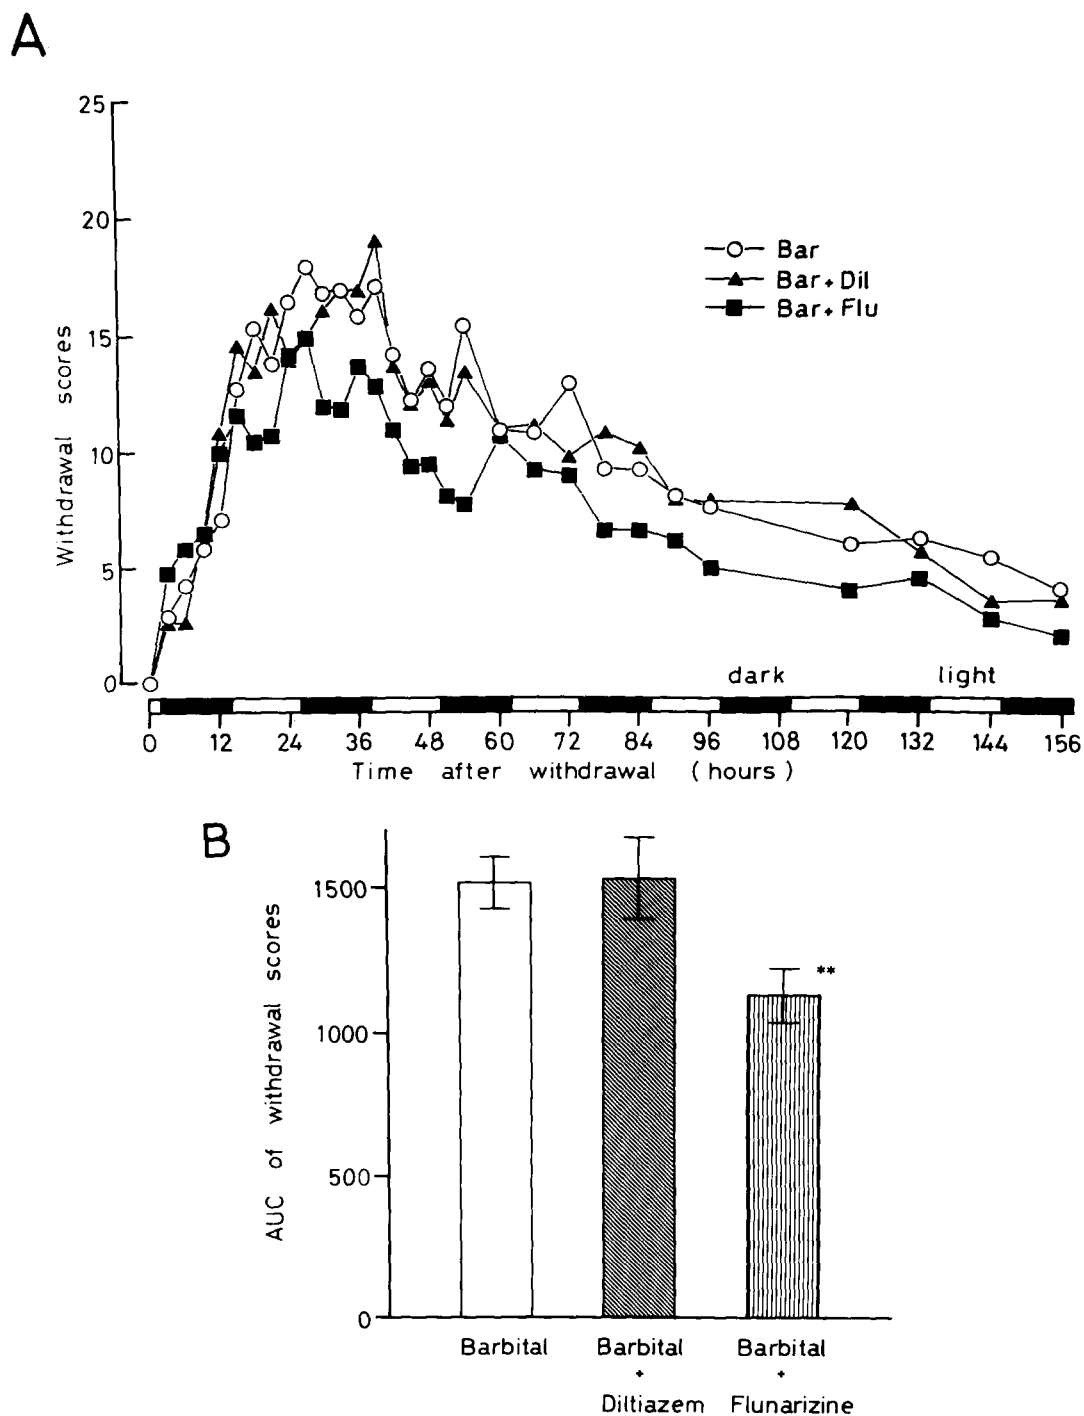 A
25
20
15
10
5
0
Withdrawal scores
Bar
Bar + Dil
Bar + Flu
dark light
0 12 24 36 48 60 72 84 96 108 120 132 144 156
Time after withdrawal (hours)
B
1500
1000
500
0
AUC of withdrawal scores
**
Barbital Barbital Barbital
+ +
Diltiazem Flunarizine